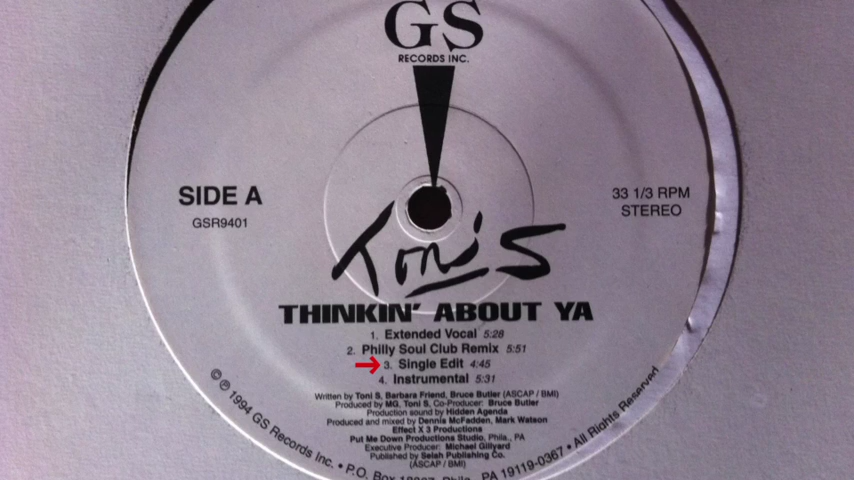 GS
RECORDS INC.
SIDE A
GSR9401
33 1/3 RPM
STEREO
Toni S
THINKIN' ABOUT YA
1. Extended Vocal 5:28
2. Philly Soul Club Remix 5:51
3. Single Edit 4:45
4. Instrumental 5:31
Written by Toni S, Barbara Friend, Bruce Butler (ASCAP / BMI)
Produced by MG, Toni S, Co-Producer: Bruce Butler
Production sound by Hidden Agenda
Produced and mixed by Dennis McFadden, Mark Watson
Effect X 3 Productions
Put Me Down Productions Studio, Phila., PA
Executive Producer: Michael Gillyard
Published by Selah Publishing Co.
(ASCAP / BMI)
© ℗ 1994 GS Records Inc. • P.O. Box PA 19119-0367 • All Rights Reserved